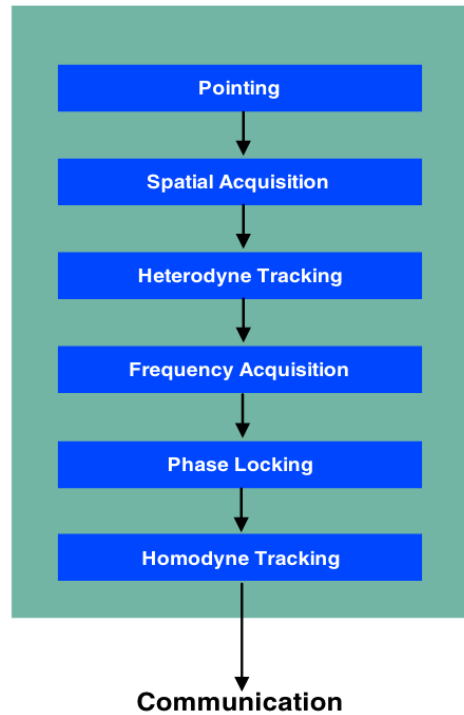 Pointing
Spatial Acquisition
Heterodyne Tracking
Frequency Acquisition
Phase Locking
Homodyne Tracking
Communication